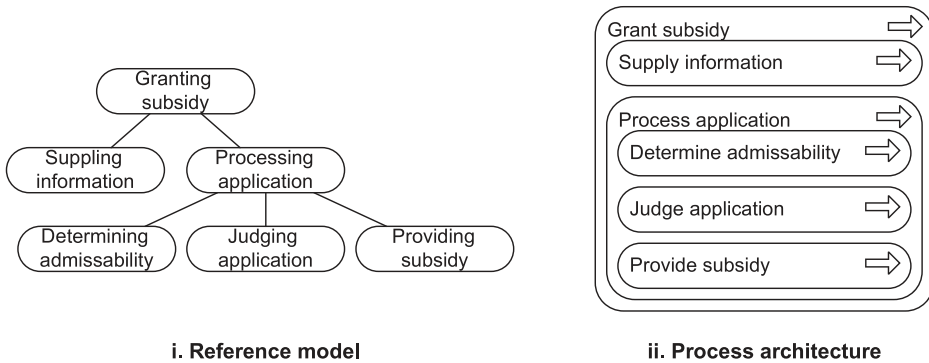 Granting
subsidy
Suppling
information
Processing
application
Determining
admissability
Judging
application
Providing
subsidy
i. Reference model
Grant subsidy
Supply information
Process application
Determine admissability
Judge application
Provide subsidy
ii. Process architecture